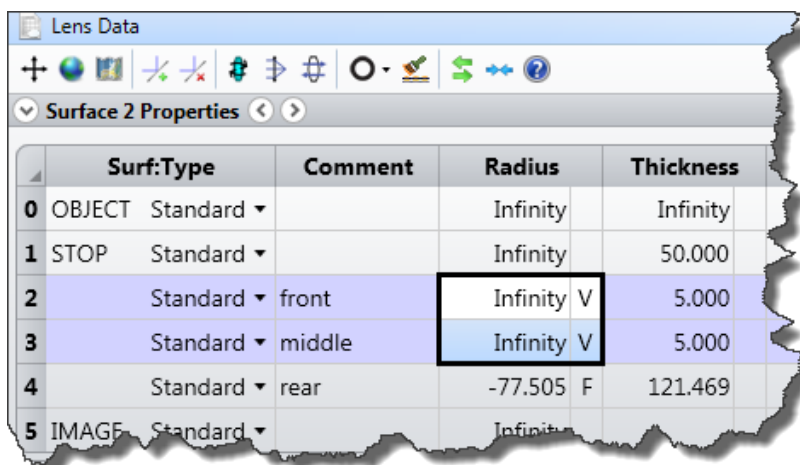 Lens Data
Surface 2 Properties
Surf:Type Comment Radius Thickness
0 OBJECT Standard Infinity Infinity
1 STOP Standard Infinity 50.000
2 Standard front Infinity V 5.000
3 Standard middle Infinity V 5.000
4 Standard rear -77.505 F 121.469
5 IMAGE Standard Infinity